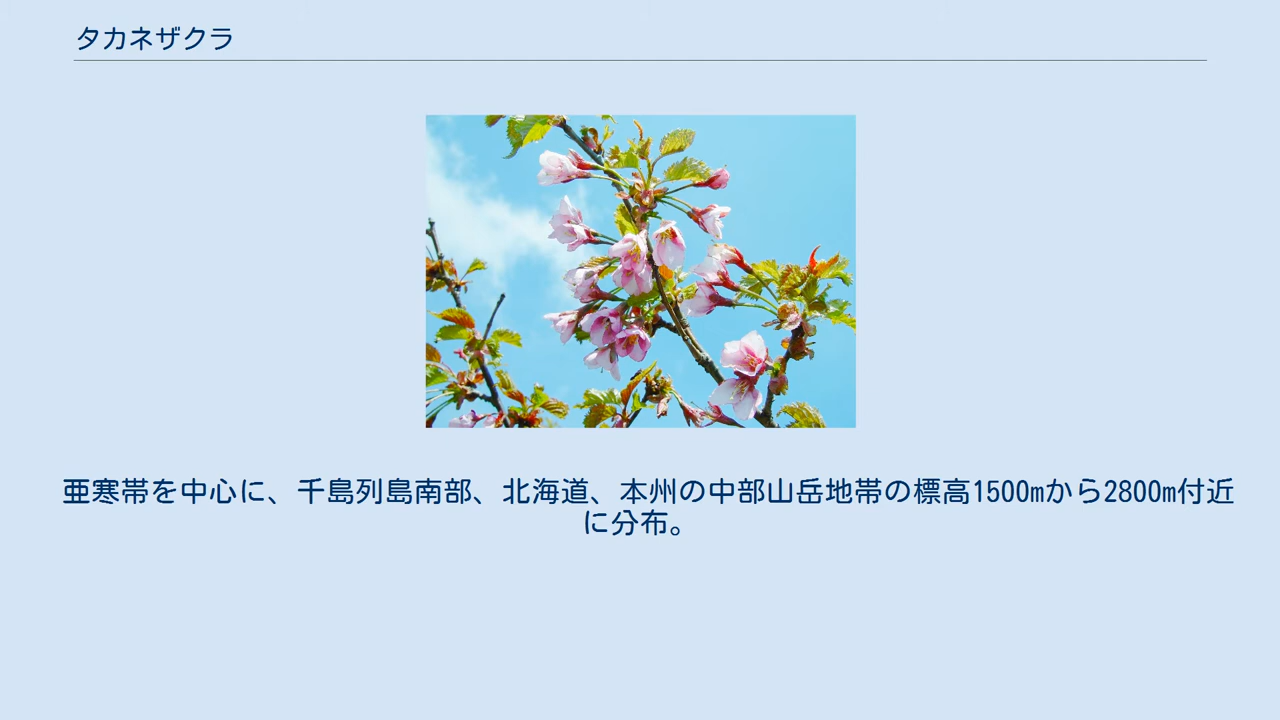 タカネザクラ
亜寒帯を中心に、千島列島南部、北海道、本州の中部山岳地帯の標高1500mから2800m付近
に分布。